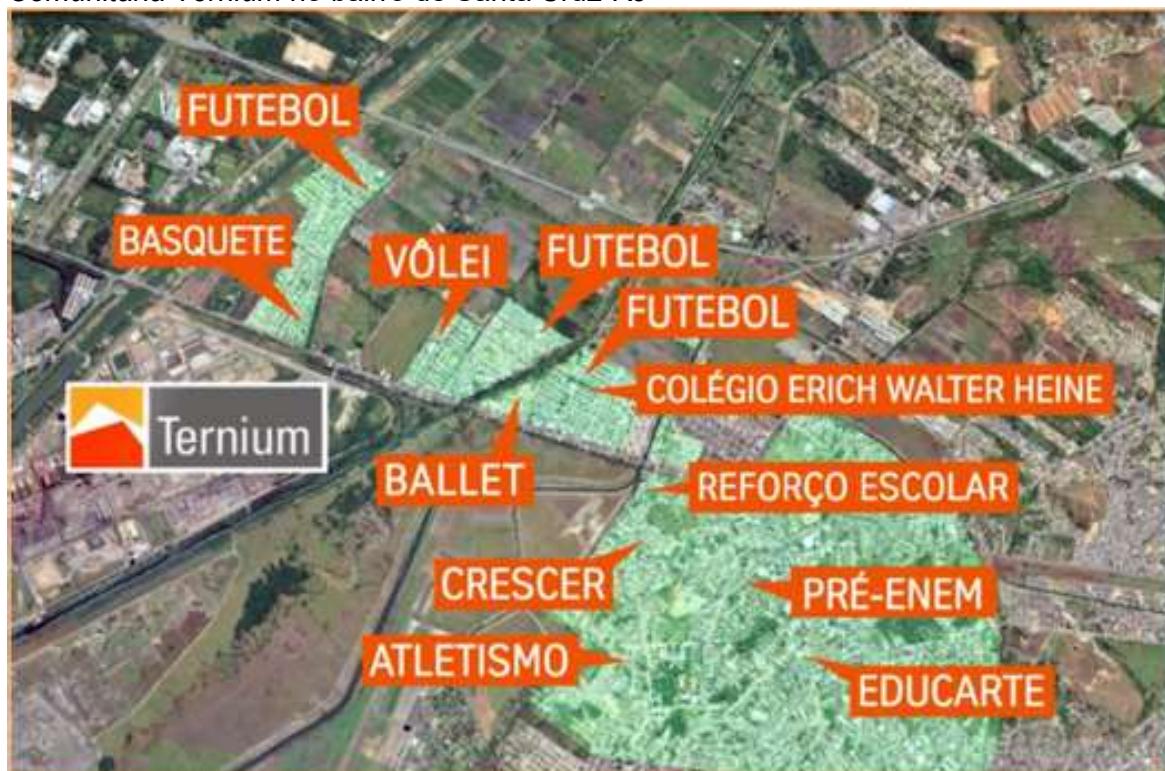 FUTEBOL
BASQUETE
VÔLEI
FUTEBOL
FUTEBOL
COLÉGIO ERICH WALTER HEINE
Ternium
BALLET
REFORÇO ESCOLAR
CRESCER
PRÉ-ENEM
ATLETISMO
EDUCARTE